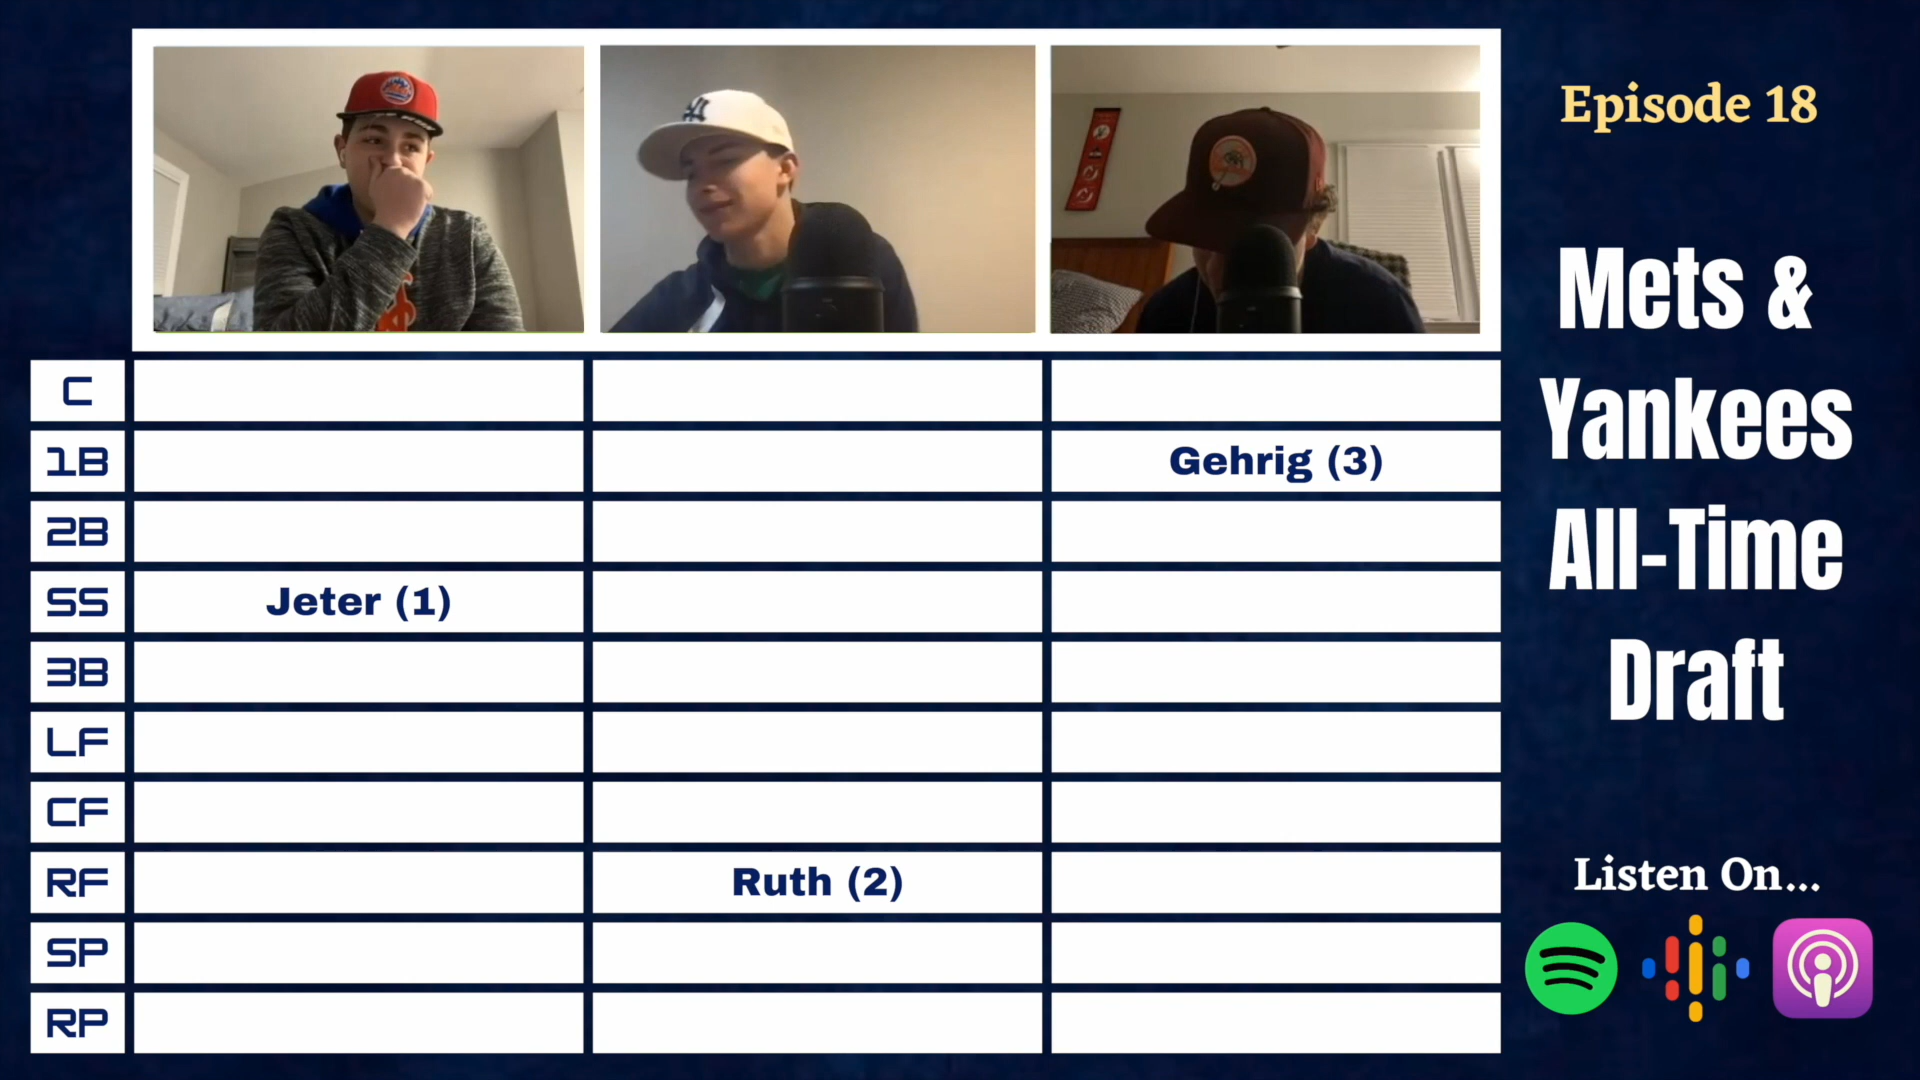 Episode 18
Mets &
Yankees
All-Time
Draft
C
1B
Gehrig (3)
2B
SS
Jeter (1)
3B
LF
CF
RF
Ruth (2)
SP
RP
Listen On...